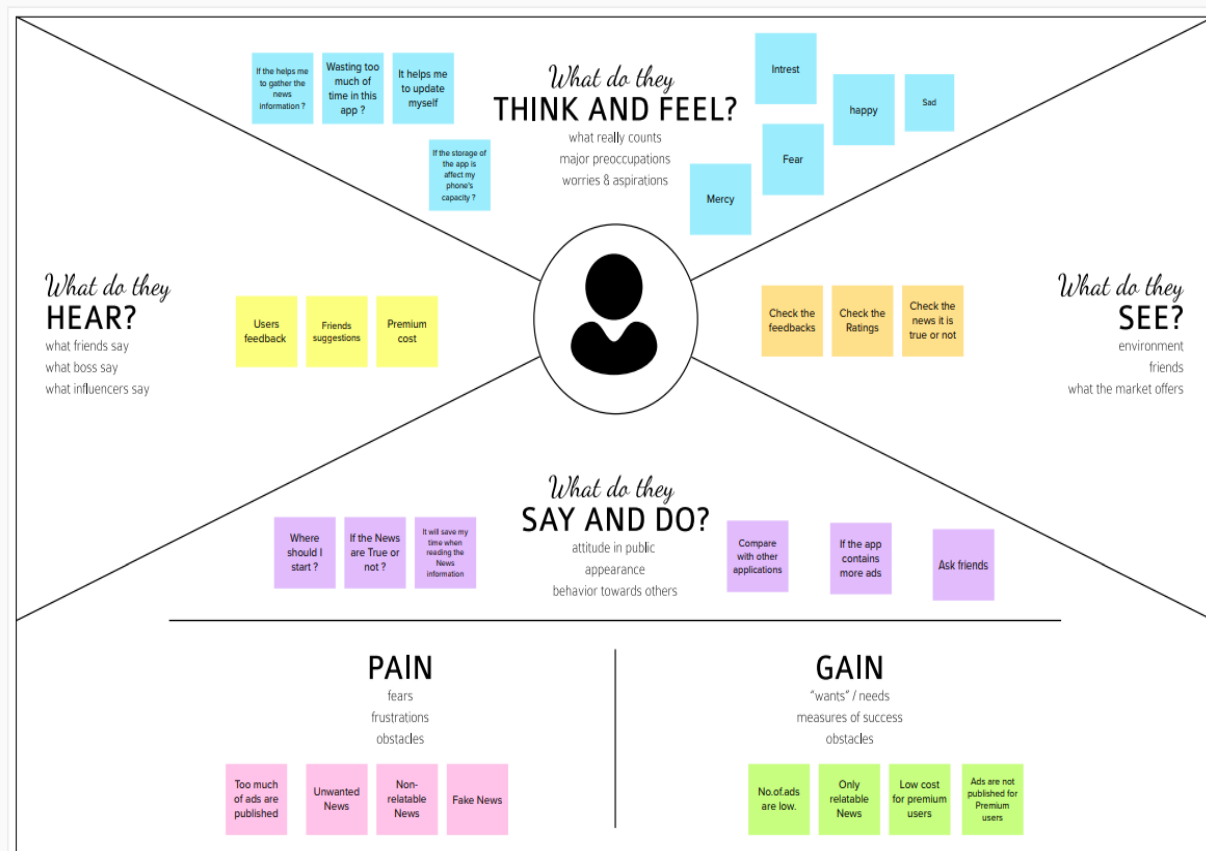 If the helps me
to gather the
news
information ?
Wasting too
much of
time in this
app ?
It helps me
to update
myself
If the storage of
the app is
affect my
phone's
capacity ?
What do they
THINK AND FEEL?
what really counts
major preoccupations
worries & aspirations
Intrest
happy
Sad
Fear
Mercy
What do they
HEAR?
what friends say
what boss say
what influencers say
Users
feedback
Friends
suggestions
Premium
cost
Check the
feedbacks
Check the
Ratings
Check the
news it is
true or not
What do they
SEE?
environment
friends
what the market offers
What do they
SAY AND DO?
attitude in public
appearance
behavior towards others
Where
should I
start ?
If the News
are True or
not ?
It will save my
time when
reading the
News
information
Compare
with other
applications
If the app
contains
more ads
Ask friends
PAIN
fears
frustrations
obstacles
Too much
of ads are
published
Unwanted
News
Non-
relatable
News
Fake News
GAIN
"wants" / needs
measures of success
obstacles
No.of.ads
are low.
Only
relatable
News
Low cost
for premium
users
Ads are not
published for
Premium
users